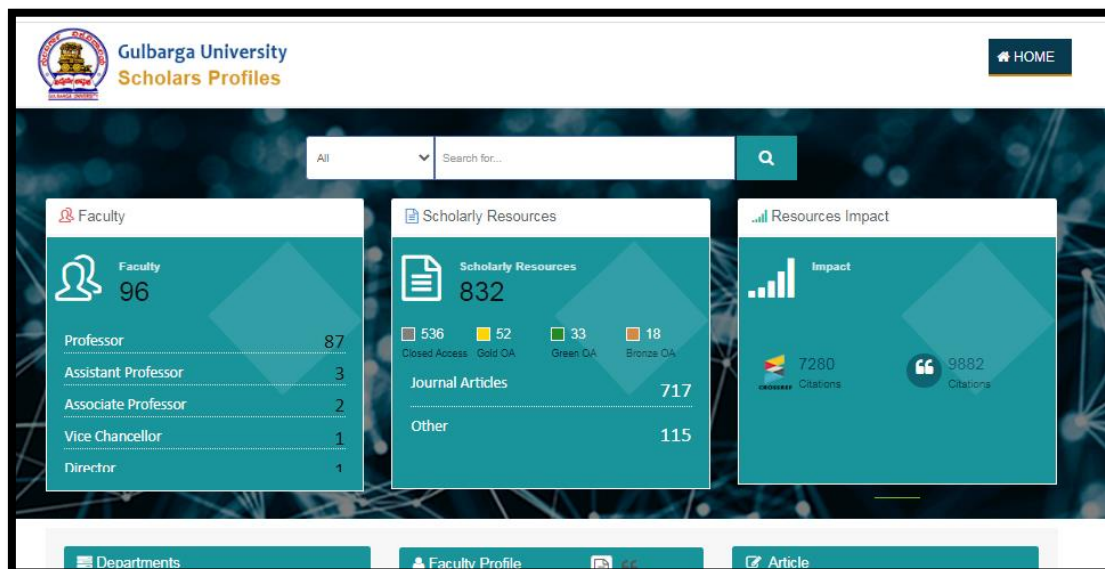 Gulbarga University
Scholars Profiles
HOME
All
Search for...
Faculty
Faculty
96
Professor 87
Assistant Professor 3
Associate Professor 2
Vice Chancellor 1
Director 1
Scholarly Resources
Scholarly Resources
832
536 52 33 18
Closed Access Gold OA Green OA Bronze OA
Journal Articles 717
Other 115
Resources Impact
Impact
CROSSREF
7280
Citations
9882
Citations
Departments
Faculty Profile
Article